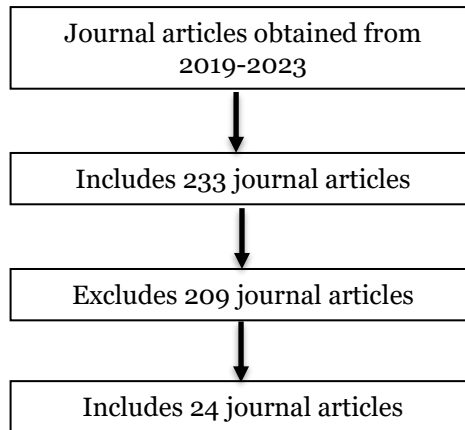 Journal articles obtained from
2019-2023
Includes 233 journal articles
Excludes 209 journal articles
Includes 24 journal articles